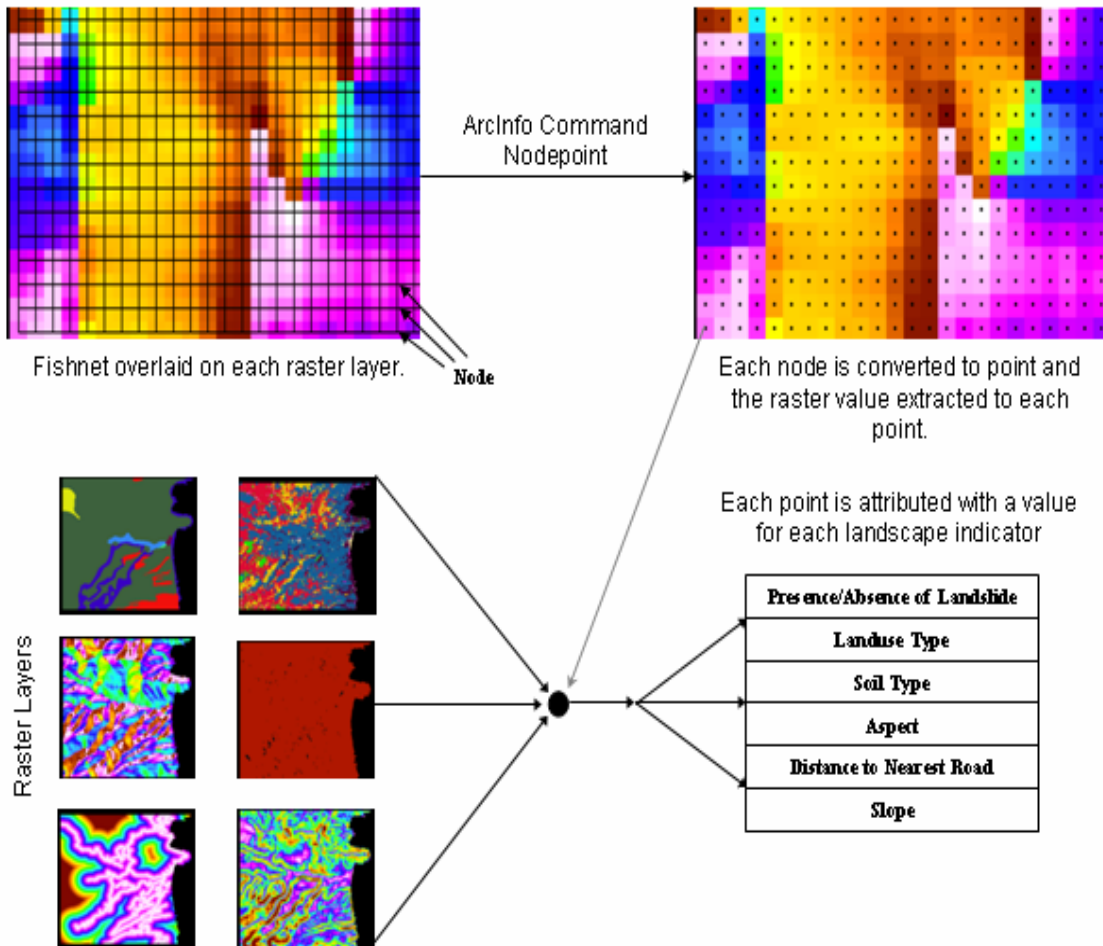 ArcInfo Command
Nodepoint
Fishnet overlaid on each raster layer.
Node
Each node is converted to point and
the raster value extracted to each
point.
Each point is attributed with a value
for each landscape indicator
Raster Layers
Presence/Absence of Landslide
Landuse Type
Soil Type
Aspect
Distance to Nearest Road
Slope